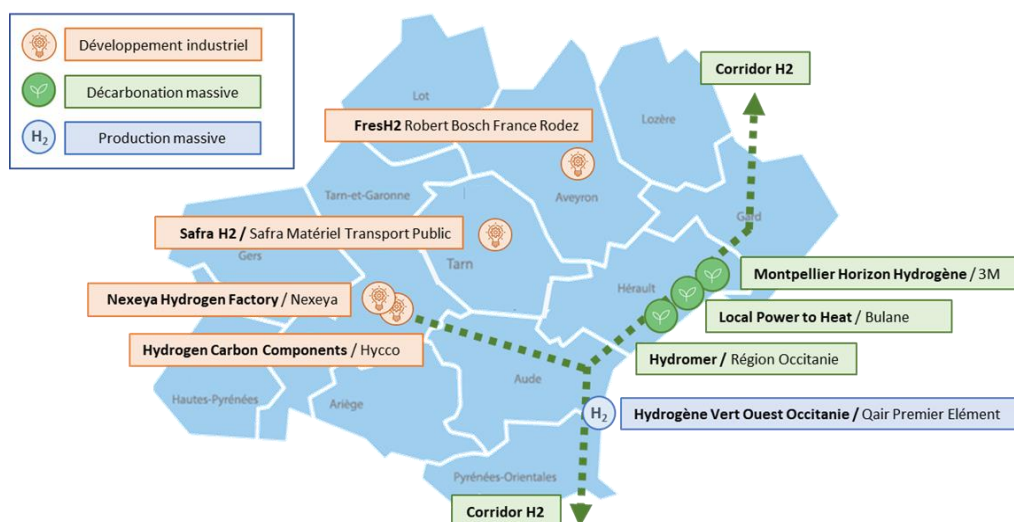 Développement industriel
Décarbonation massive
H2
Production massive
Corridor H2
Lot
Lozère
FresH2 Robert Bosch France Rodez
Aveyron
Tarn-et-Garonne
Gard
Safra H2 / Safra Matériel Transport Public
Gers
Tarn
Montpellier Horizon Hydrogène / 3M
Hérault
Nexeya Hydrogen Factory / Nexeya
Local Power to Heat / Bulane
Hydrogen Carbon Components / Hycco
Hydromer / Région Occitanie
Aude
Hautes-Pyrénées
Ariège
H2
Hydrogène Vert Ouest Occitanie / Qair Premier Elément
Pyrénées-Orientales
Corridor H2